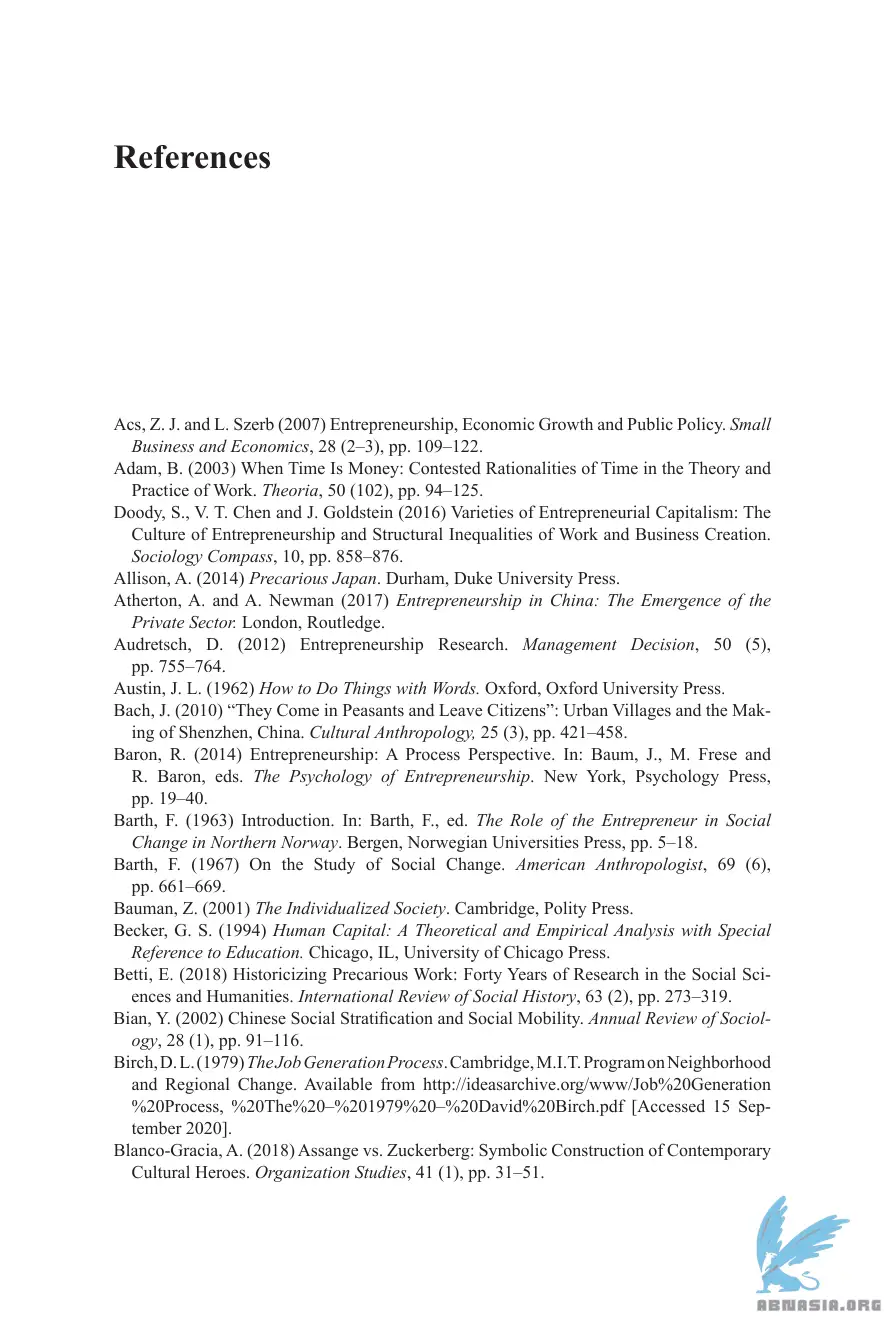 References
Acs, Z. J. and L. Szerb (2007) Entrepreneurship, Economic Growth and Public Policy. Small
Business and Economics, 28 (2–3), pp. 109–122.
Adam, B. (2003) When Time Is Money: Contested Rationalities of Time in the Theory and
Practice of Work. Theoria, 50 (102), pp. 94–125.
Doody, S., V. T. Chen and J. Goldstein (2016) Varieties of Entrepreneurial Capitalism: The
Culture of Entrepreneurship and Structural Inequalities of Work and Business Creation.
Sociology Compass, 10, pp. 858–876.
Allison, A. (2014) Precarious Japan. Durham, Duke University Press.
Atherton, A. and A. Newman (2017) Entrepreneurship in China: The Emergence of the
Private Sector. London, Routledge.
Audretsch, D. (2012) Entrepreneurship Research. Management Decision, 50 (5),
pp. 755–764.
Austin, J. L. (1962) How to Do Things with Words. Oxford, Oxford University Press.
Bach, J. (2010) “They Come in Peasants and Leave Citizens”: Urban Villages and the Mak-
ing of Shenzhen, China. Cultural Anthropology, 25 (3), pp. 421–458.
Baron, R. (2014) Entrepreneurship: A Process Perspective. In: Baum, J., M. Frese and
R. Baron, eds. The Psychology of Entrepreneurship. New York, Psychology Press,
pp. 19–40.
Barth, F. (1963) Introduction. In: Barth, F., ed. The Role of the Entrepreneur in Social
Change in Northern Norway. Bergen, Norwegian Universities Press, pp. 5–18.
Barth, F. (1967) On the Study of Social Change. American Anthropologist, 69 (6),
pp. 661–669.
Bauman, Z. (2001) The Individualized Society. Cambridge, Polity Press.
Becker, G. S. (1994) Human Capital: A Theoretical and Empirical Analysis with Special
Reference to Education. Chicago, IL, University of Chicago Press.
Betti, E. (2018) Historicizing Precarious Work: Forty Years of Research in the Social Sci-
ences and Humanities. International Review of Social History, 63 (2), pp. 273–319.
Bian, Y. (2002) Chinese Social Stratification and Social Mobility. Annual Review of Sociol-
ogy, 28 (1), pp. 91–116.
Birch, D. L. (1979) The Job Generation Process. Cambridge, M.I.T. Program on Neighborhood
and Regional Change. Available from http://ideasarchive.org/www/Job%20Generation
%20Process, %20The%20–%201979%20–%20David%20Birch.pdf [Accessed 15 Sep-
tember 2020].
Blanco-Gracia, A. (2018) Assange vs. Zuckerberg: Symbolic Construction of Contemporary
Cultural Heroes. Organization Studies, 41 (1), pp. 31–51.
ABNASIA.ORG